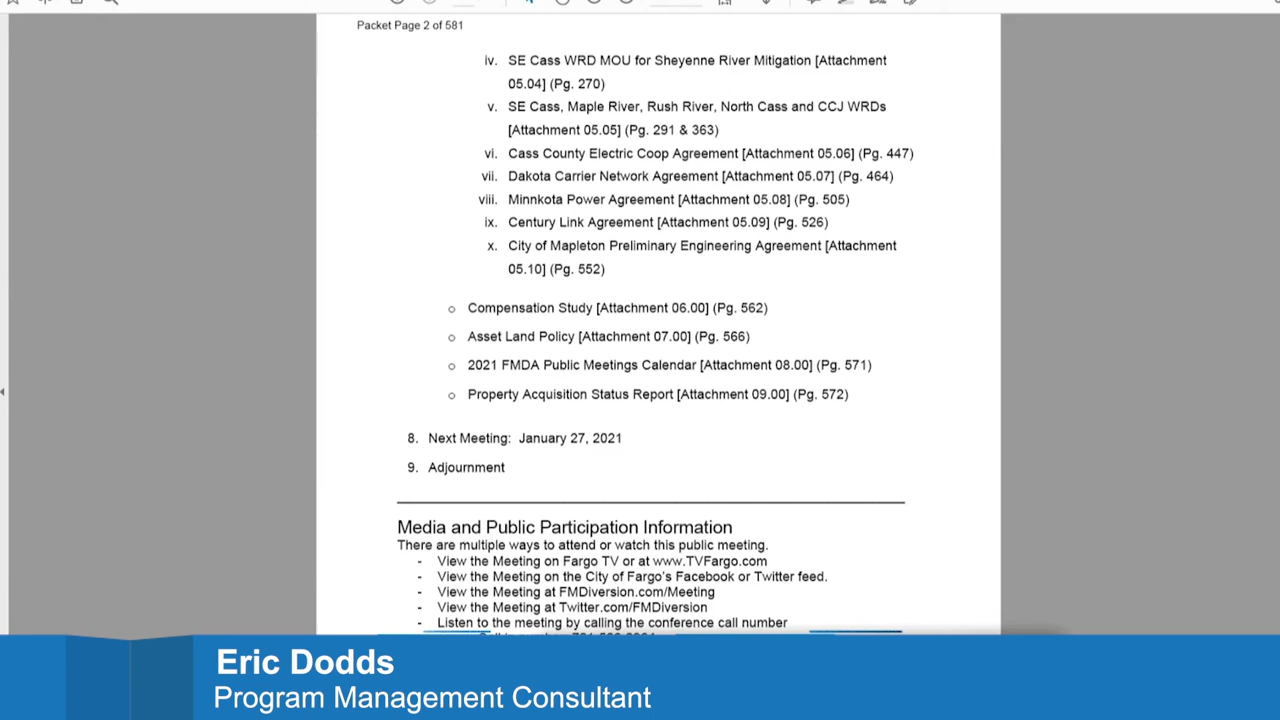 Packet Page 2 of 581
iv. SE Cass WRD MOU for Sheyenne River Mitigation [Attachment
05.04] (Pg. 270)
v. SE Cass, Maple River, Rush River, North Cass and CCJ WRDs
[Attachment 05.05] (Pg. 291 & 363)
vi. Cass County Electric Coop Agreement [Attachment 05.06] (Pg. 447)
vii. Dakota Carrier Network Agreement [Attachment 05.07] (Pg. 464)
viii. Minnkota Power Agreement [Attachment 05.08] (Pg. 505)
ix. Century Link Agreement [Attachment 05.09] (Pg. 526)
x. City of Mapleton Preliminary Engineering Agreement [Attachment
05.10] (Pg. 552)
o Compensation Study [Attachment 06.00] (Pg. 562)
o Asset Land Policy [Attachment 07.00] (Pg. 566)
o 2021 FMDA Public Meetings Calendar [Attachment 08.00] (Pg. 571)
o Property Acquisition Status Report [Attachment 09.00] (Pg. 572)
8. Next Meeting: January 27, 2021
9. Adjournment
Media and Public Participation Information
There are multiple ways to attend or watch this public meeting.
- View the Meeting on Fargo TV or at www.TVFargo.com
- View the Meeting on the City of Fargo's Facebook or Twitter feed.
- View the Meeting at FMDiversion.com/Meeting
- View the Meeting at Twitter.com/FMDiversion
- Listen to the meeting by calling the conference call number
Eric Dodds
Program Management Consultant